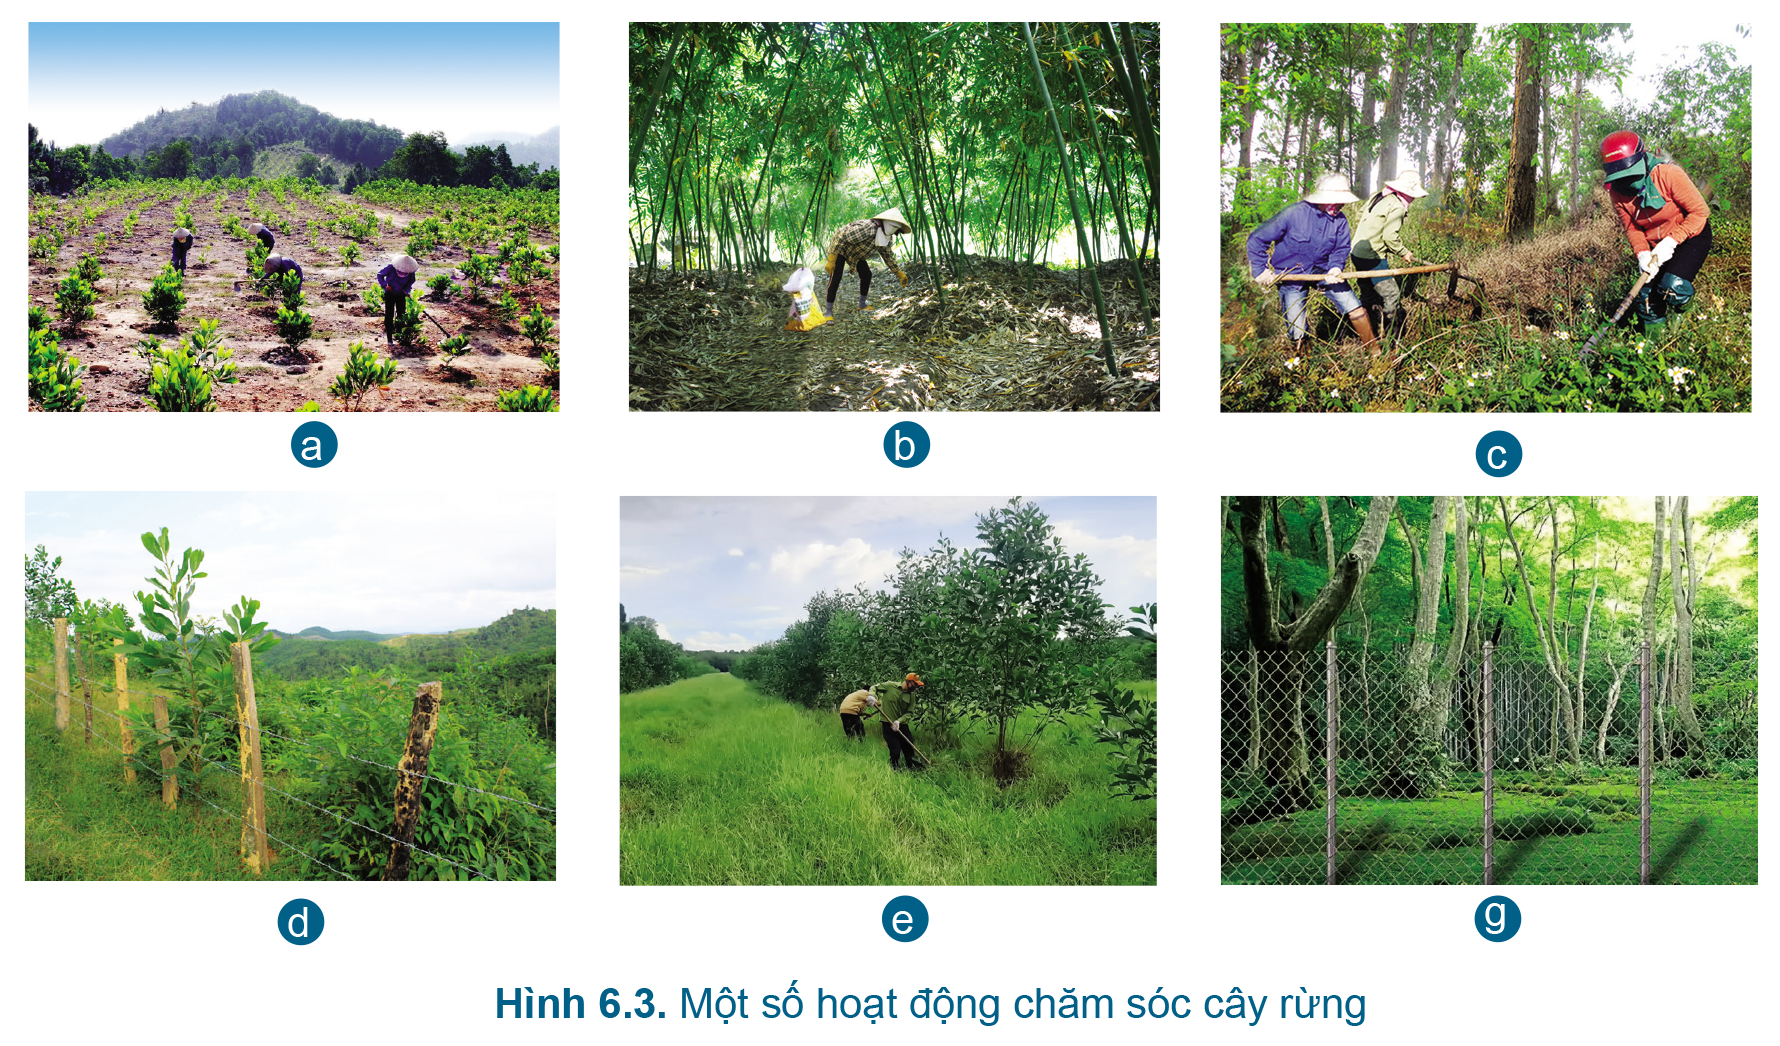 a
b
c
d
e
g
Hình 6.3. Một số hoạt động chăm sóc cây rừng